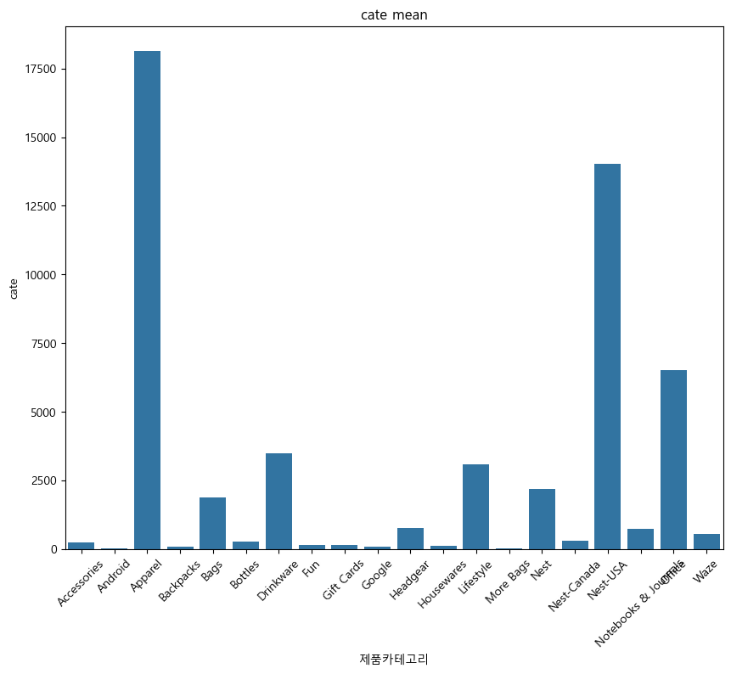 cate mean
17500
15000
12500
10000
7500
5000
2500
0
cate
Accessories
Android
Apparel
Backpacks
Bags
Bottles
Drinkware
Fun
Gift Cards
Google
Headgear
Housewares
Lifestyle
More Bags
Nest
Nest-Canada
Nest-USA
Notebooks & Journals
Office
Waze
제품카테고리